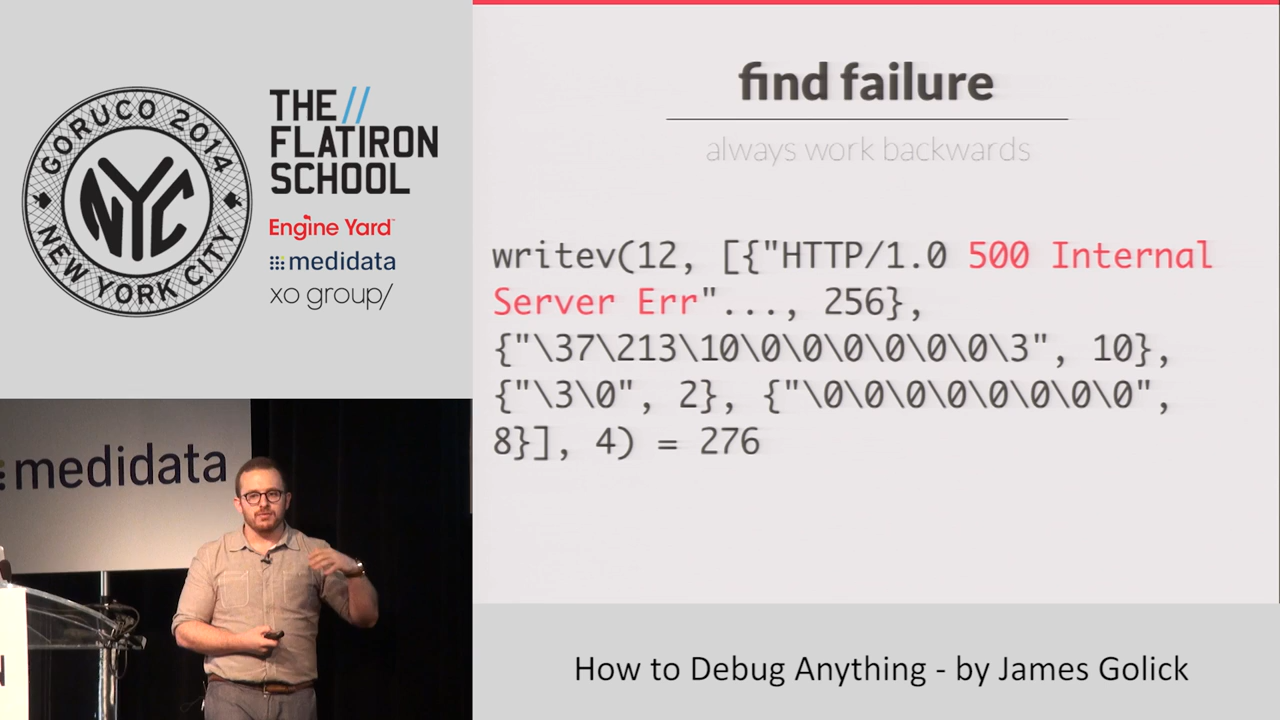 GORUCO 2014
NYC
NEW YORK CITY
THE//
FLATIRON
SCHOOL
Engine Yard™
medidata
xo group/
medidata
N
find failure
always work backwards
writev(12, [{"HTTP/1.0 500 Internal
Server Err"..., 256},
{"\37\213\10\0\0\0\0\0\0\3", 10},
{"\3\0", 2}, {"\0\0\0\0\0\0\0\0",
8}], 4) = 276
How to Debug Anything - by James Golick